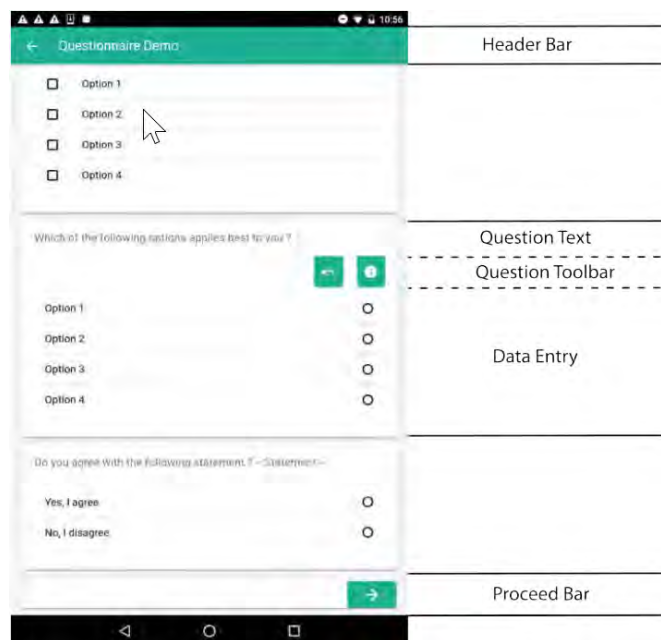 10:56
Questionnaire Demo
Header Bar
Option 1
Option 2
Option 3
Option 4
Which of the following options applies best to you ?
Question Text
Question Toolbar
Option 1
Option 2
Option 3
Option 4
Data Entry
Do you agree with the following statement ? --Statement--
Yes, I agree
No, I disagree
Proceed Bar